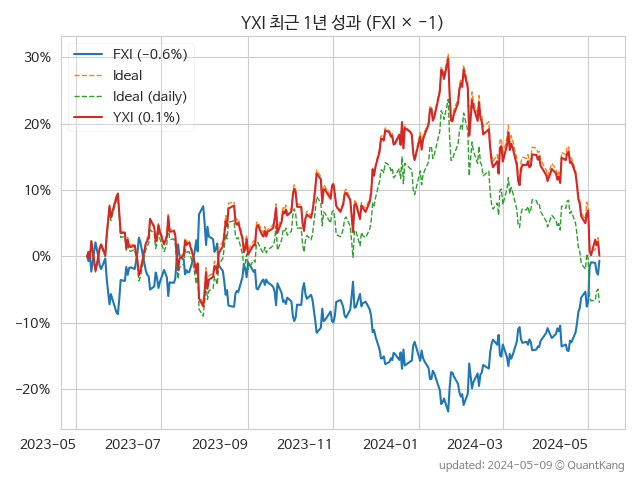 YXI 최근 1년 성과 (FXI × -1)
FXI (-0.6%)
Ideal
Ideal (daily)
YXI (0.1%)
30%
20%
10%
0%
-10%
-20%
2023-05
2023-07
2023-09
2023-11
2024-01
2024-03
2024-05
updated: 2024-05-09 © QuantKang